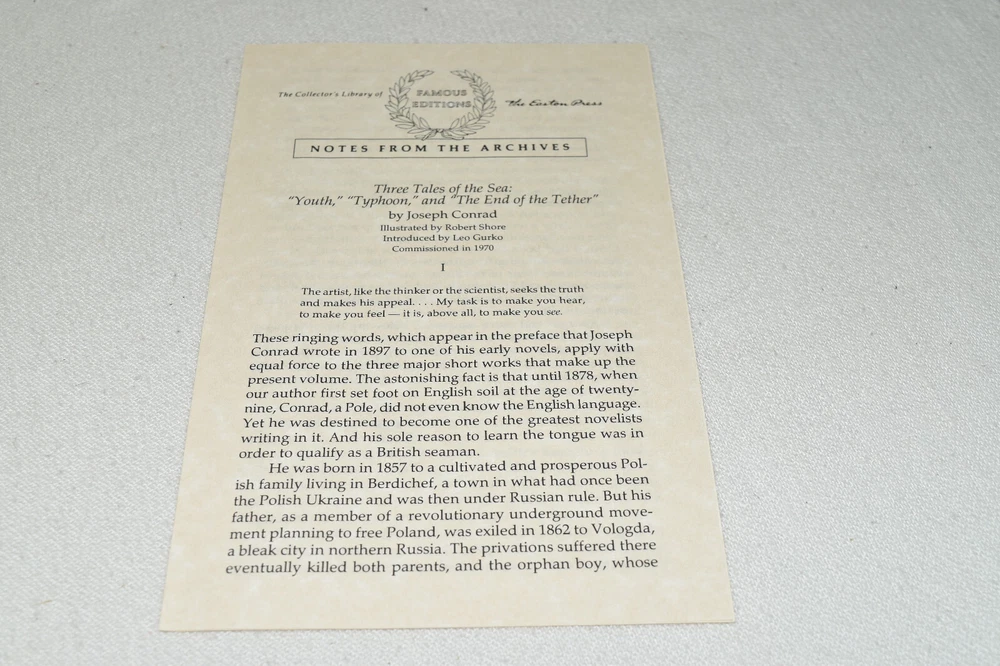 The Collector's Library of
FAMOUS
EDITIONS
The Easton Press
NOTES FROM THE ARCHIVES
Three Tales of the Sea:
"Youth," "Typhoon," and "The End of the Tether"
by Joseph Conrad
Illustrated by Robert Shore
Introduced by Leo Gurko
Commissioned in 1970
I
The artist, like the thinker or the scientist, seeks the truth
and makes his appeal. . . . My task is to make you hear,
to make you feel — it is, above all, to make you see.
These ringing words, which appear in the preface that Joseph
Conrad wrote in 1897 to one of his early novels, apply with
equal force to the three major short works that make up the
present volume. The astonishing fact is that until 1878, when
our author first set foot on English soil at the age of twenty-
nine, Conrad, a Pole, did not even know the English language.
Yet he was destined to become one of the greatest novelists
writing in it. And his sole reason to learn the tongue was in
order to qualify as a British seaman.
He was born in 1857 to a cultivated and prosperous Pol-
ish family living in Berdichef, a town in what had once been
the Polish Ukraine and was then under Russian rule. But his
father, as a member of a revolutionary underground move-
ment planning to free Poland, was exiled in 1862 to Vologda,
a bleak city in northern Russia. The privations suffered there
eventually killed both parents, and the orphan boy, whose